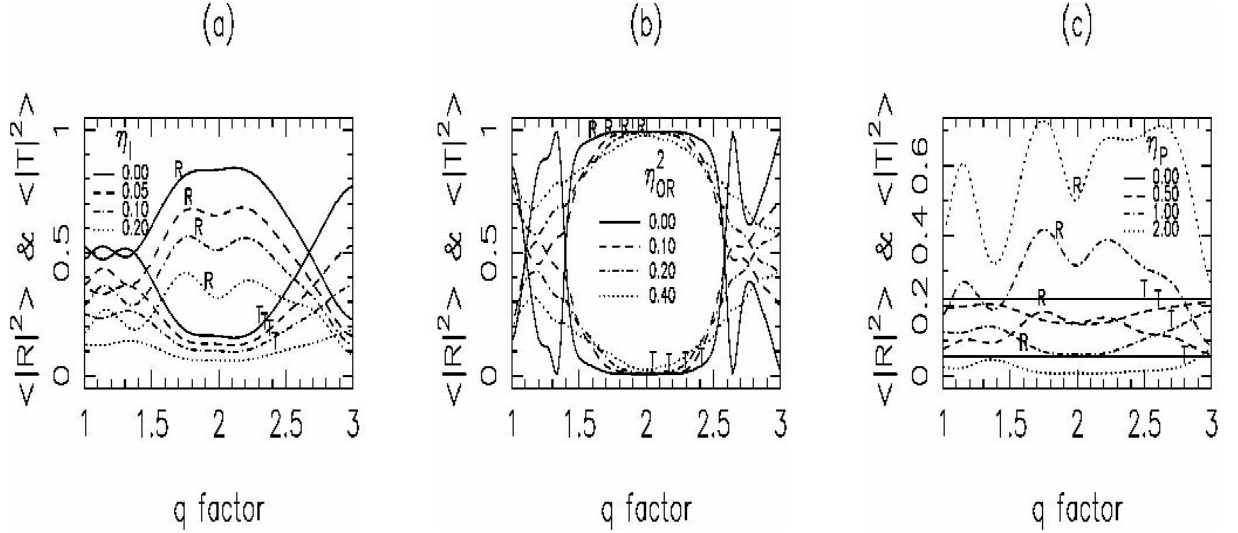 (a)
<|R|²> & <|T|²>
1
0.5
0
η_I
0.00
0.05
0.10
0.20
R
R
R
R
T
T
T
T
1 1.5 2 2.5 3
q factor
(b)
<|R|²> & <|T|²>
1
0.5
0
R R R R
η²_OR
0.00
0.10
0.20
0.40
T T T T
1 1.5 2 2.5 3
q factor
(c)
<|R|²> & <|T|²>
0.6
0.4
0.2
0
η_P
0.00
0.50
1.00
2.00
R
R
R
R
T
T
T
T
1 1.5 2 2.5 3
q factor